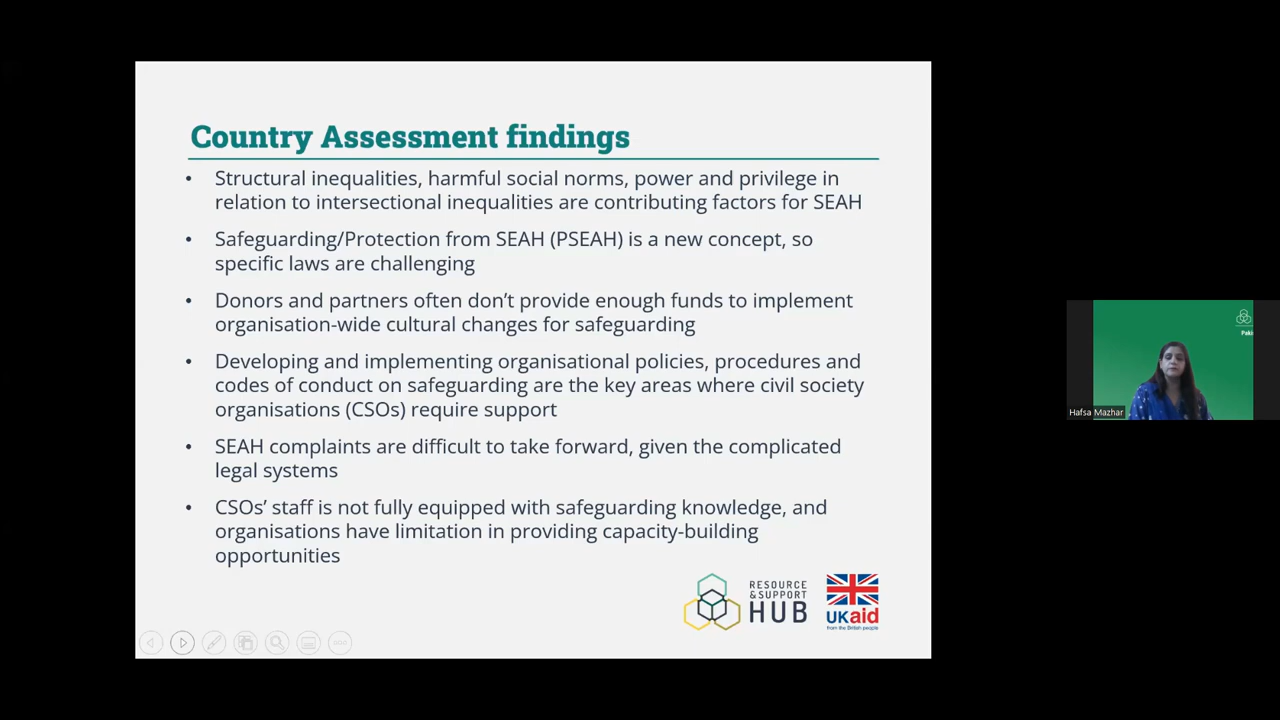 Country Assessment findings
• Structural inequalities, harmful social norms, power and privilege in
relation to intersectional inequalities are contributing factors for SEAH
• Safeguarding/Protection from SEAH (PSEAH) is a new concept, so
specific laws are challenging
• Donors and partners often don’t provide enough funds to implement
organisation-wide cultural changes for safeguarding
• Developing and implementing organisational policies, procedures and
codes of conduct on safeguarding are the key areas where civil society
organisations (CSOs) require support
• SEAH complaints are difficult to take forward, given the complicated
legal systems
• CSOs’ staff is not fully equipped with safeguarding knowledge, and
organisations have limitation in providing capacity-building
opportunities
RESOURCE
&SUPPORT
HUB
UKaid
from the British people
Paki
Hafsa Mazhar